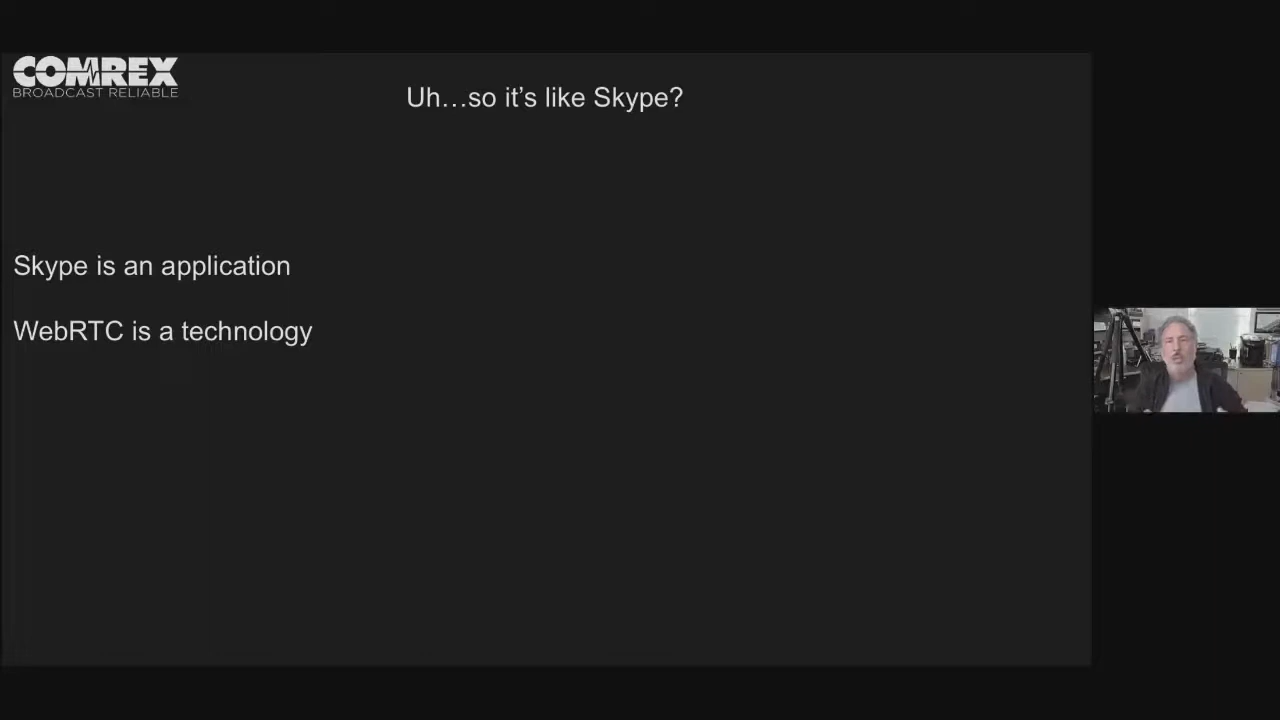 COMREX
BROADCAST RELIABLE
Uh…so it’s like Skype?
Skype is an application
WebRTC is a technology